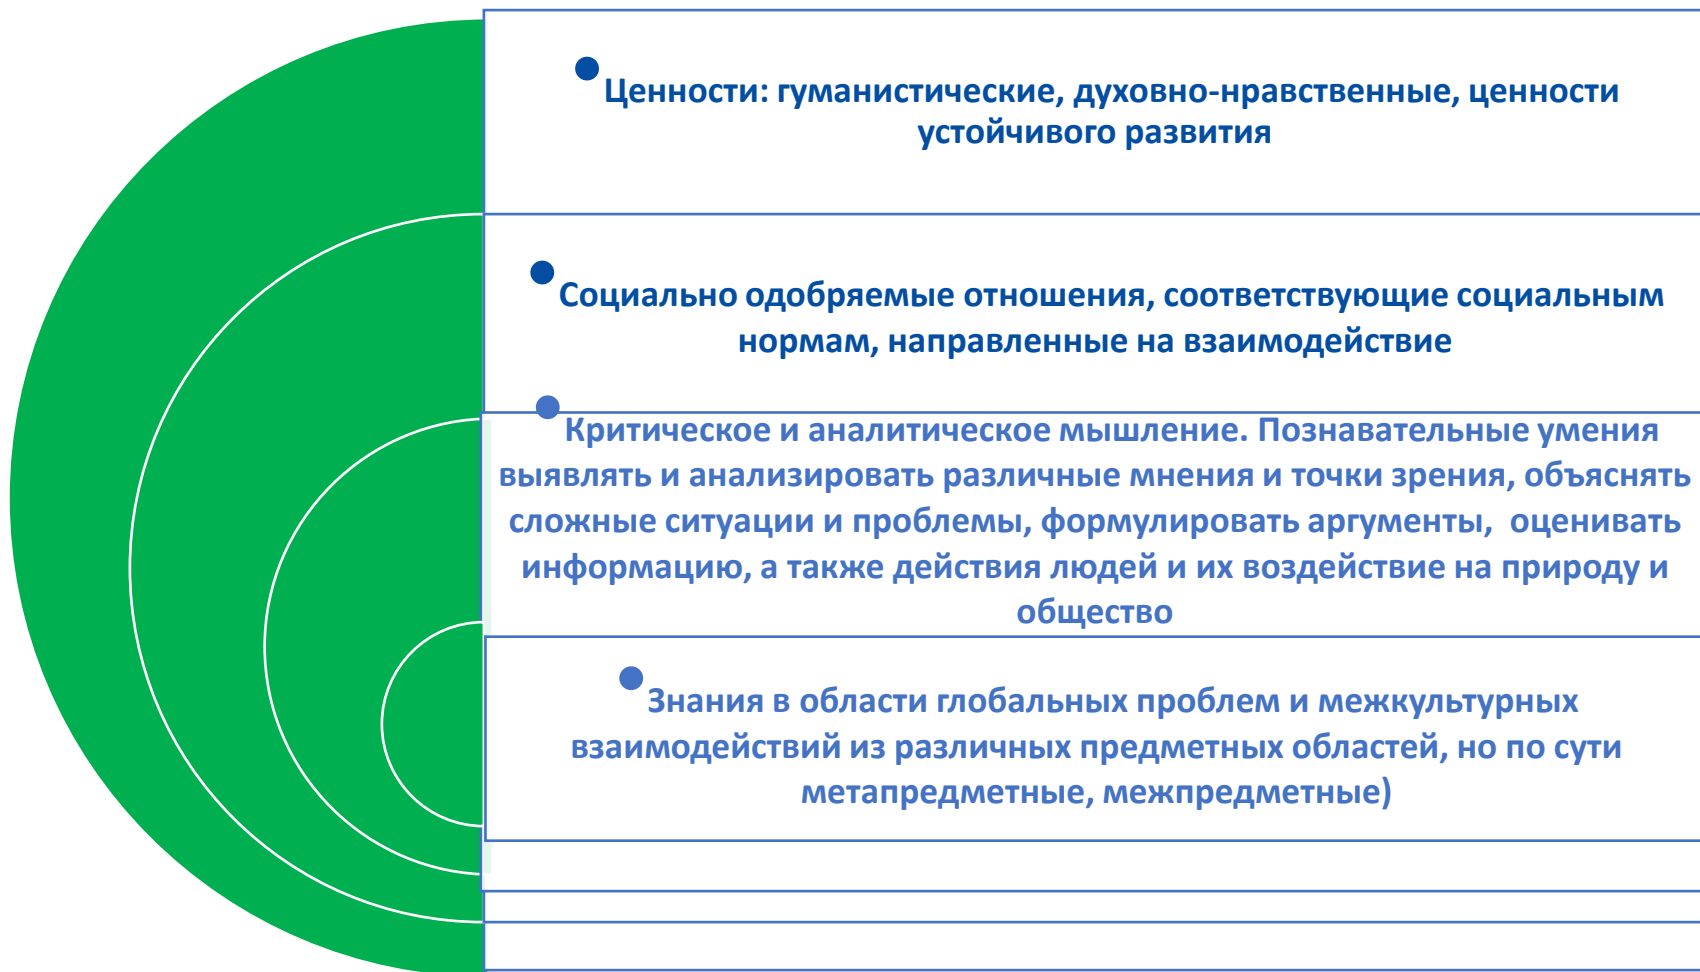 Ценности: гуманистические, духовно-нравственные, ценности
устойчивого развития
Социально одобряемые отношения, соответствующие социальным
нормам, направленные на взаимодействие
Критическое и аналитическое мышление. Познавательные умения
выявлять и анализировать различные мнения и точки зрения, объяснять
сложные ситуации и проблемы, формулировать аргументы,  оценивать
информацию, а также действия людей и их воздействие на природу и
общество
Знания в области глобальных проблем и межкультурных
взаимодействий из различных предметных областей, но по сути
метапредметные, межпредметные)